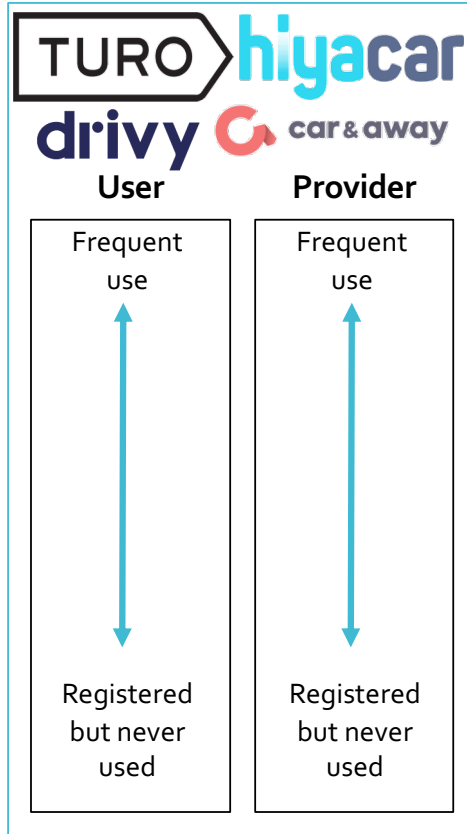 TURO hiyacar
drivy car & away
User Provider
Frequent
use
Registered
but never
used
Frequent
use
Registered
but never
used